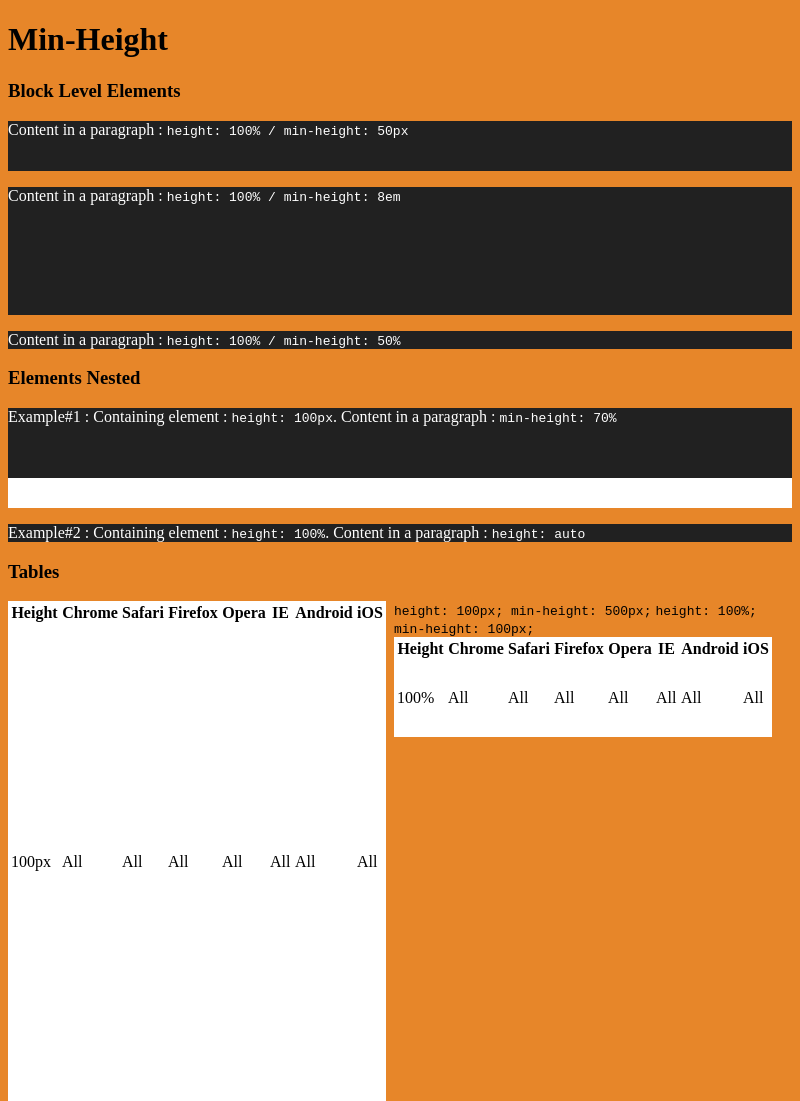 Min-Height
Block Level Elements
Content in a paragraph : height: 100% / min-height: 50px
Content in a paragraph : height: 100% / min-height: 8em
Content in a paragraph : height: 100% / min-height: 50%
Elements Nested
Example#1 : Containing element : height: 100px. Content in a paragraph : min-height: 70%
Example#2 : Containing element : height: 100%. Content in a paragraph : height: auto
Tables
Height Chrome Safari Firefox Opera IE Android iOS
100px All All All All All All All
height: 100px; min-height: 500px; height: 100%;
min-height: 100px;
Height Chrome Safari Firefox Opera IE Android iOS
100% All All All All All All All